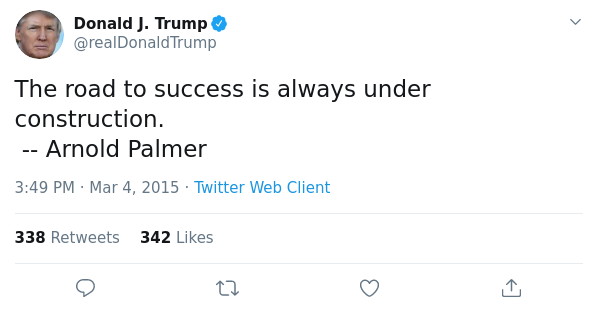 Donald J. Trump
@realDonaldTrump
The road to success is always under
construction.
-- Arnold Palmer
3:49 PM · Mar 4, 2015 · Twitter Web Client
338 Retweets 342 Likes